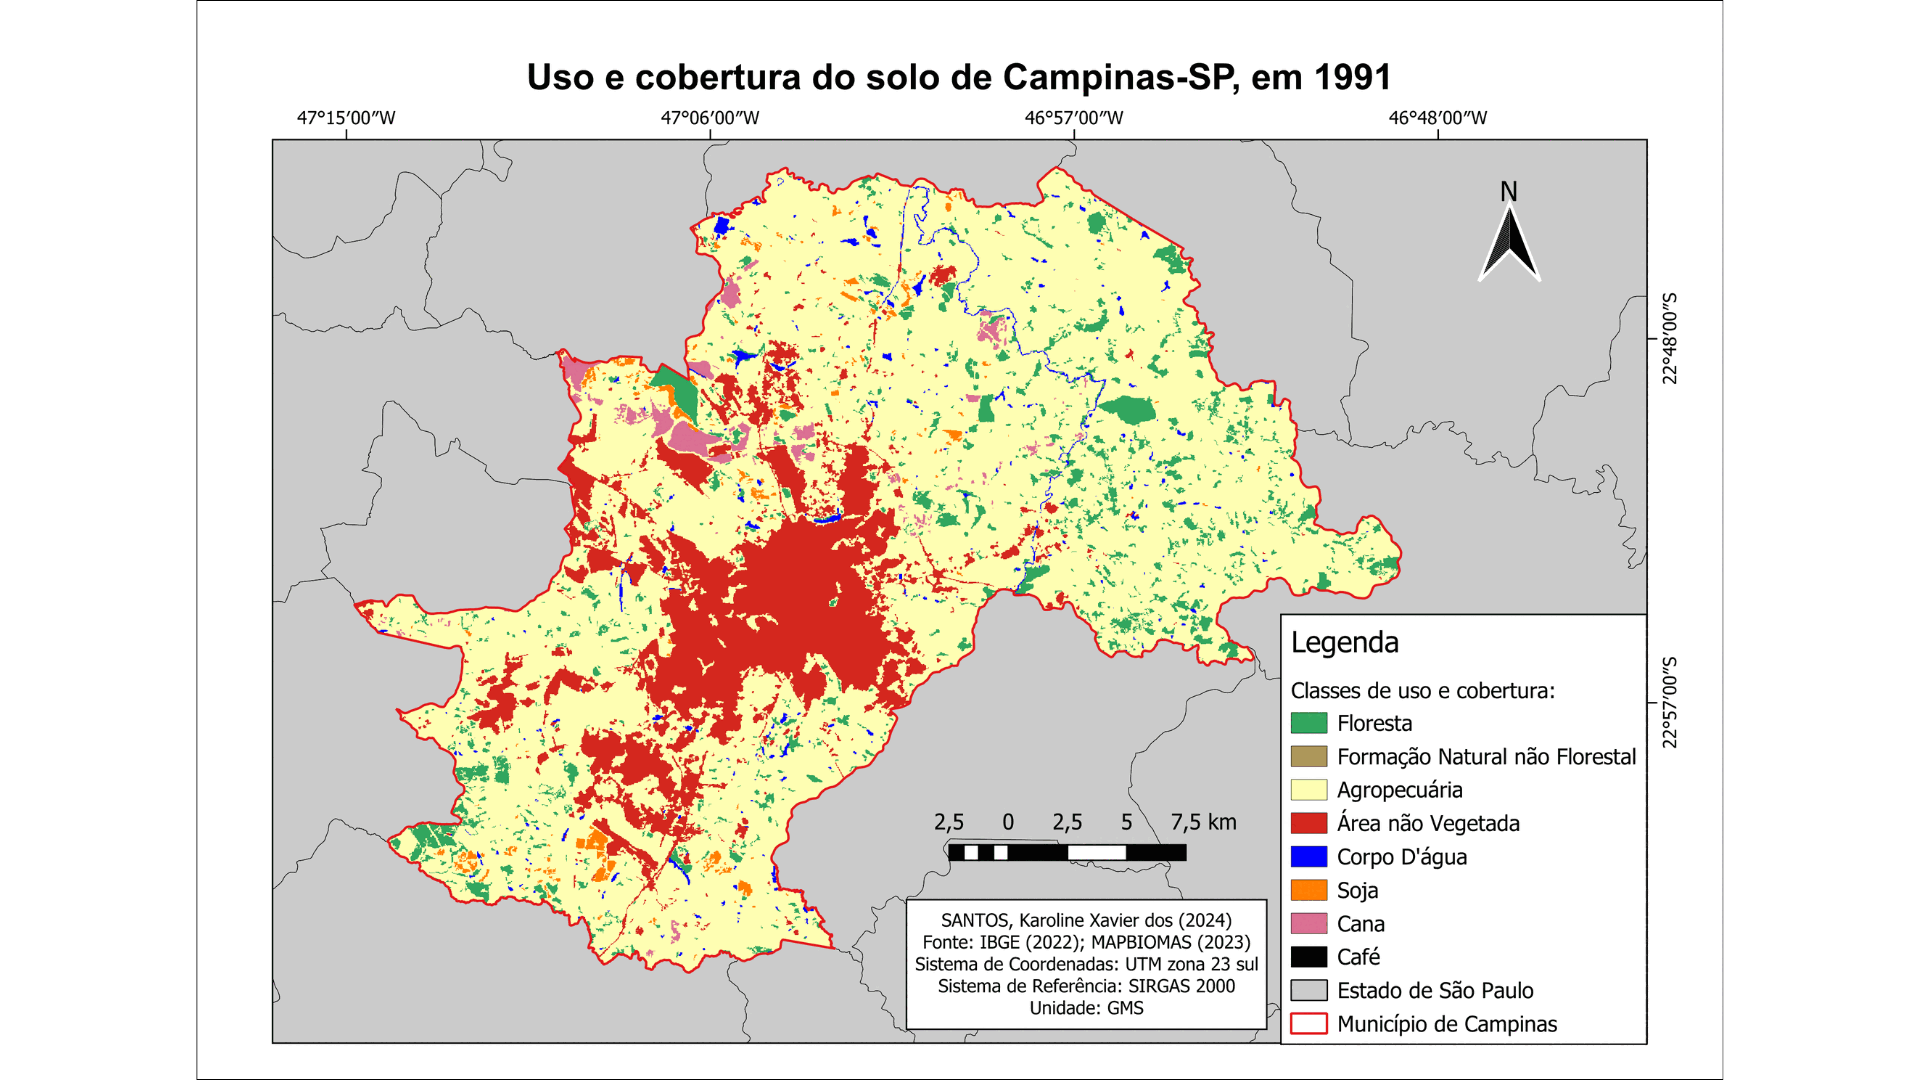 Uso e cobertura do solo de Campinas-SP, em 1991
47°15′00″W 47°06′00″W 46°57′00″W 46°48′00″W
N
22°48′00″S
22°57′00″S
2,5 0 2,5 5 7,5 km
SANTOS, Karoline Xavier dos (2024)
Fonte: IBGE (2022); MAPBIOMAS (2023)
Sistema de Coordenadas: UTM zona 23 sul
Sistema de Referência: SIRGAS 2000
Unidade: GMS
Legenda
Classes de uso e cobertura:
Floresta
Formação Natural não Florestal
Agropecuária
Área não Vegetada
Corpo D'água
Soja
Cana
Café
Estado de São Paulo
Município de Campinas